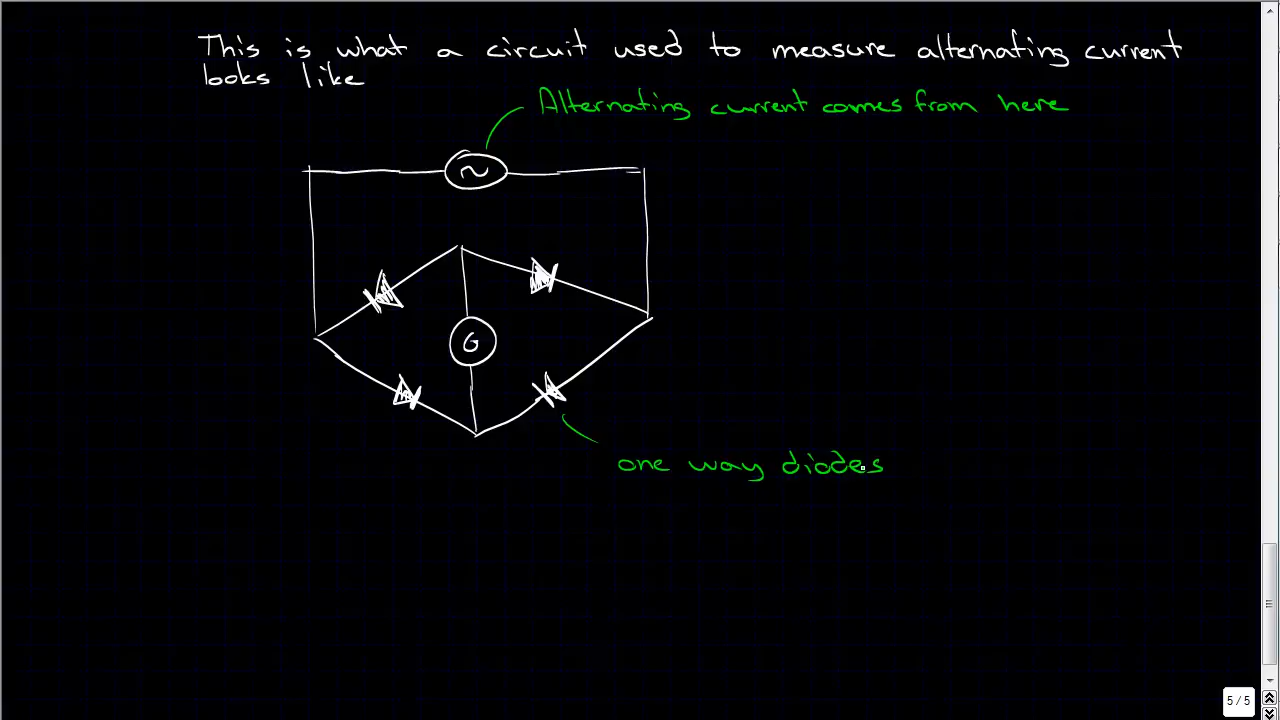 This is what a circuit used to measure alternating current
looks like
Alternating current comes from here
~
G
one way diodes
5/5